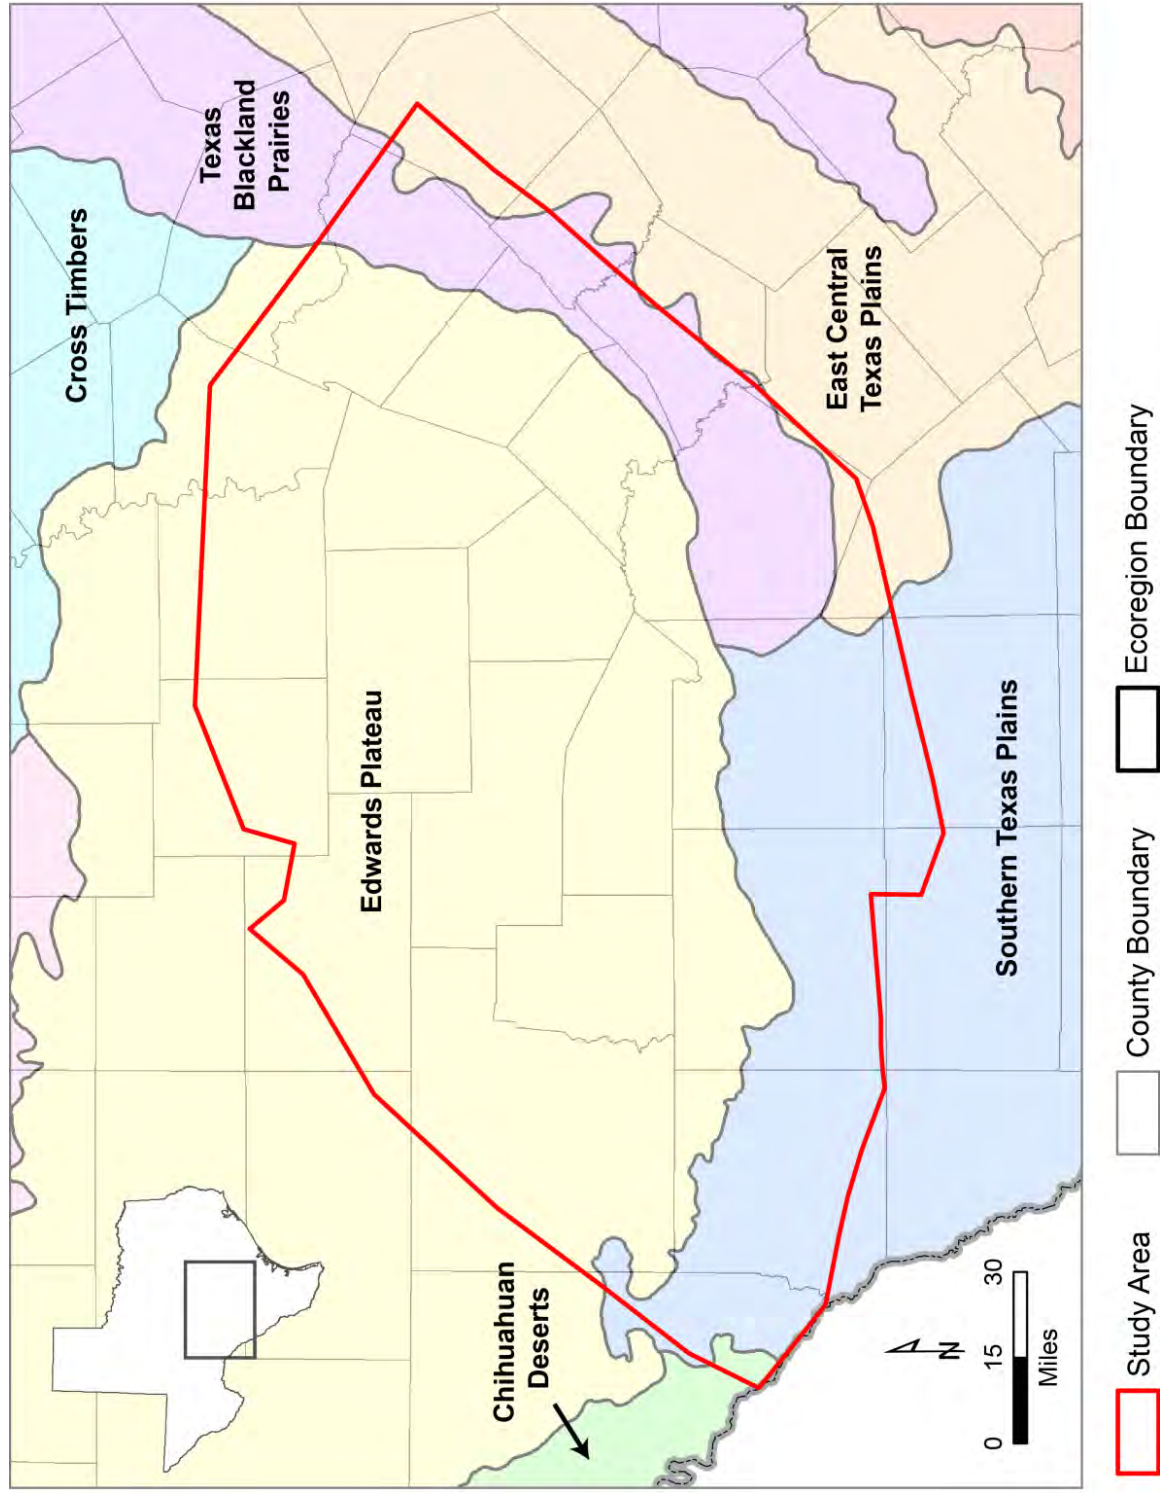 Cross Timbers
Texas
Blackland
Prairies
Edwards Plateau
Chihuahuan
Deserts
East Central
Texas Plains
Southern Texas Plains
N
0 15 30
Miles
Study Area
County Boundary
Ecoregion Boundary